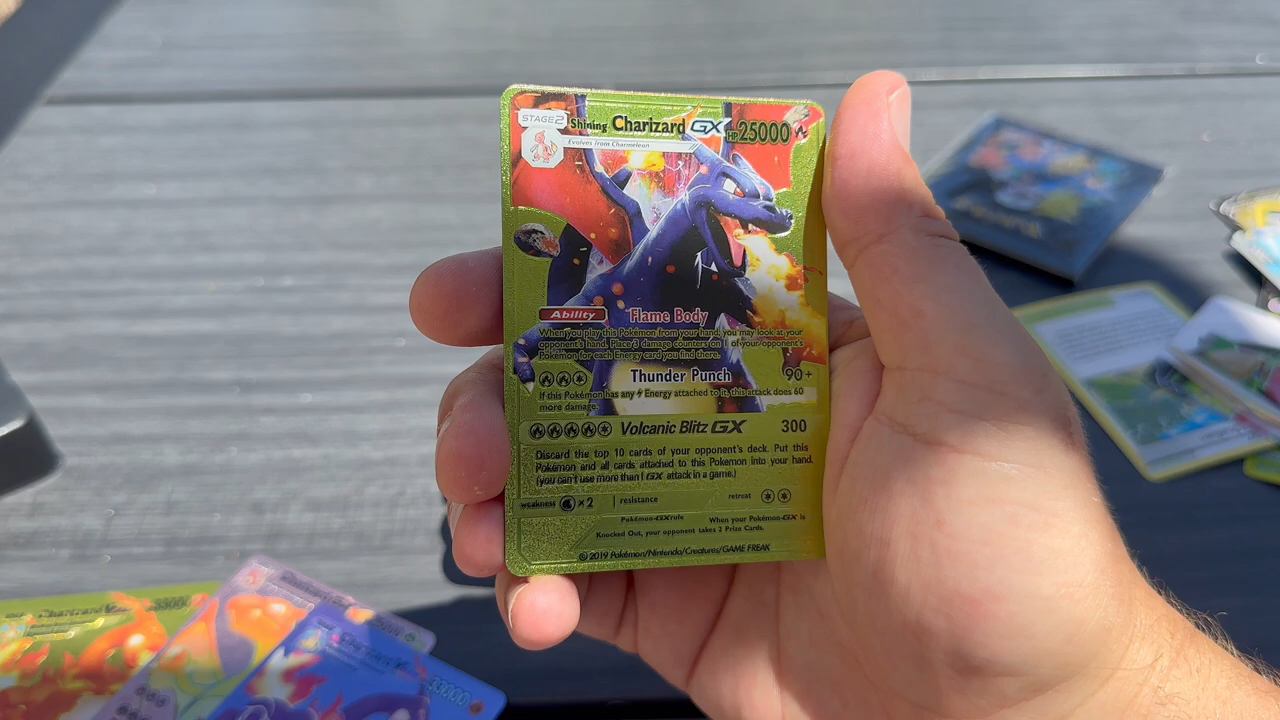 STAGE2 Shining Charizard GX HP25000
Evolves from Charmeleon
Ability Flame Body
When you play this Pokémon from your hand, you may look at your
opponent's hand. Place 3 damage counters on 1 of your opponent's
Pokémon for each Energy card you find there.
Thunder Punch 90+
If this Pokémon has any Energy attached to it, this attack does 60
more damage.
Volcanic Blitz GX 300
Discard the top 10 cards of your opponent's deck. Put this
Pokémon and all cards attached to this Pokemon into your hand.
(you can't use more than 1 GX attack in a game.)
weakness ×2 resistance retreat
Pokémon-GX rule When your Pokémon-GX is
Knocked Out, your opponent takes 2 Prize Cards.
© 2019 Pokémon/Nintendo/Creatures/GAME FREAK
Charizard 33000
33000